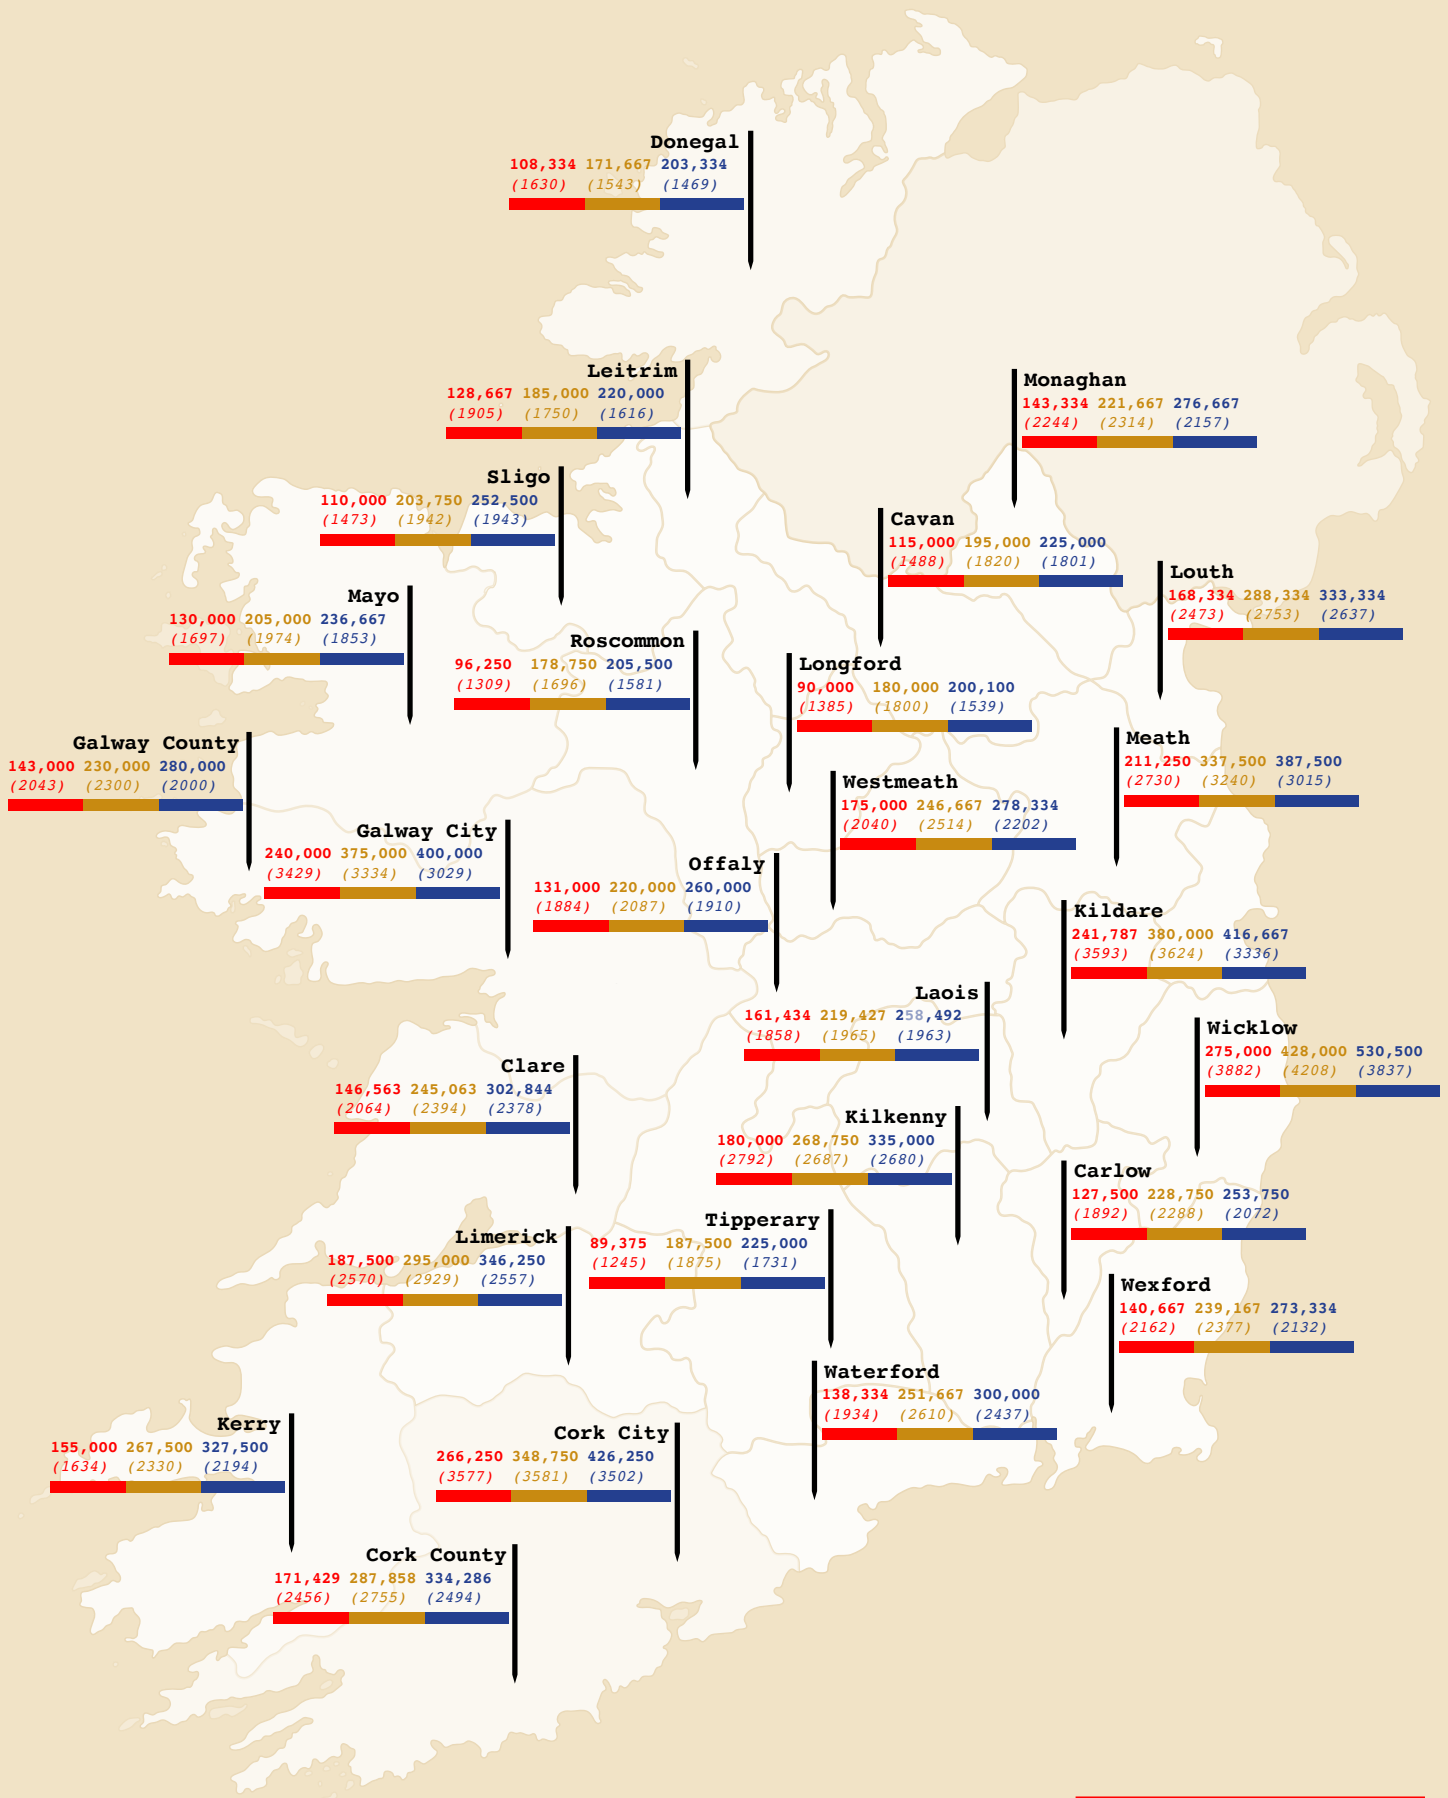 Donegal
108,334 171,667 203,334
(1630) (1543) (1469)
Leitrim
128,667 185,000 220,000
(1905) (1750) (1616)
Monaghan
143,334 221,667 276,667
(2244) (2314) (2157)
Sligo
110,000 203,750 252,500
(1473) (1942) (1943)
Cavan
115,000 195,000 225,000
(1488) (1820) (1801)
Louth
168,334 288,334 333,334
(2473) (2753) (2637)
Mayo
130,000 205,000 236,667
(1697) (1974) (1853)
Roscommon
96,250 178,750 205,500
(1309) (1696) (1581)
Longford
90,000 180,000 200,100
(1385) (1800) (1539)
Galway County
143,000 230,000 280,000
(2043) (2300) (2000)
Meath
211,250 337,500 387,500
(2730) (3240) (3015)
Westmeath
175,000 246,667 278,334
(2040) (2514) (2202)
Galway City
240,000 375,000 400,000
(3429) (3334) (3029)
Offaly
131,000 220,000 260,000
(1884) (2087) (1910)
Kildare
241,787 380,000 416,667
(3593) (3624) (3336)
Laois
161,434 219,427 258,492
(1858) (1965) (1963)
Wicklow
275,000 428,000 530,500
(3882) (4208) (3837)
Clare
146,563 245,063 302,844
(2064) (2394) (2378)
Kilkenny
180,000 268,750 335,000
(2792) (2687) (2680)
Carlow
127,500 228,750 253,750
(1892) (2288) (2072)
Tipperary
89,375 187,500 225,000
(1245) (1875) (1731)
Limerick
187,500 295,000 346,250
(2570) (2929) (2557)
Wexford
140,667 239,167 273,334
(2162) (2377) (2132)
Waterford
138,334 251,667 300,000
(1934) (2610) (2437)
Kerry
155,000 267,500 327,500
(1634) (2330) (2194)
Cork City
266,250 348,750 426,250
(3577) (3581) (3502)
Cork County
171,429 287,858 334,286
(2456) (2755) (2494)